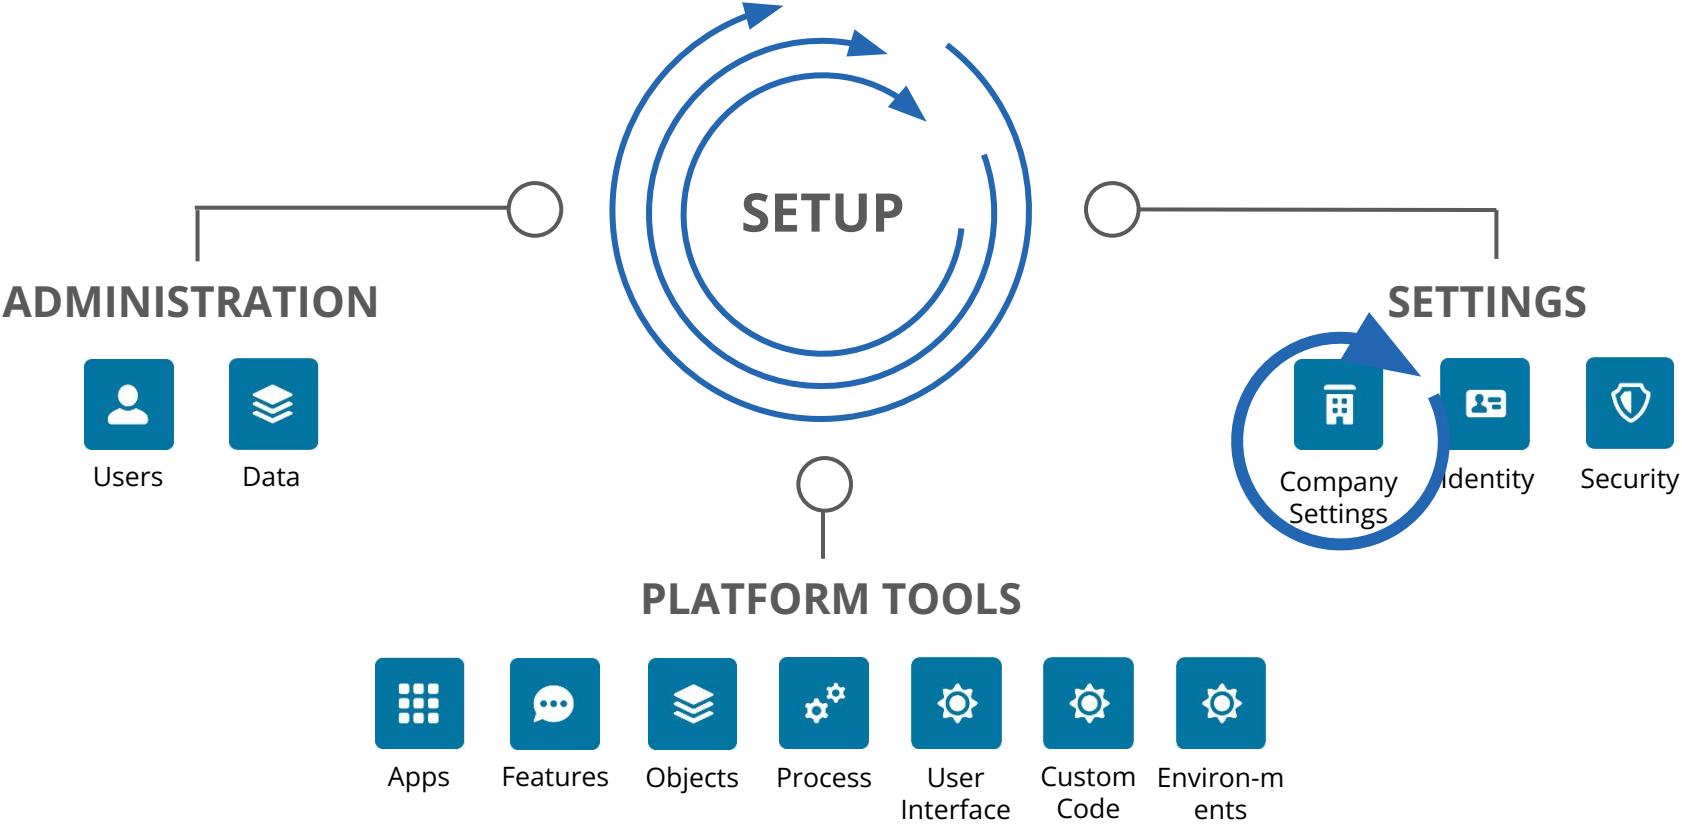 SETUP
ADMINISTRATION
Users
Data
SETTINGS
Company
Settings
Identity
Security
PLATFORM TOOLS
Apps
Features
Objects
Process
User
Interface
Custom
Code
Environ-m
ents